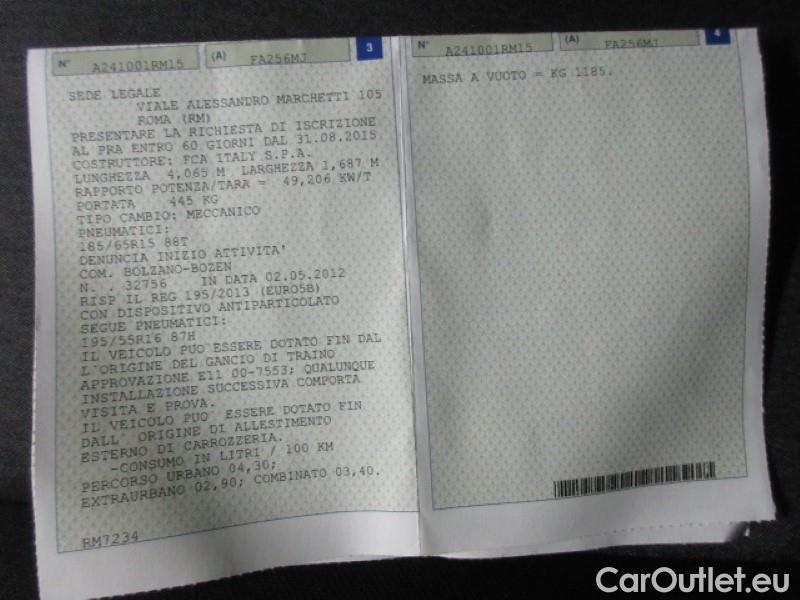 N° A241001RM15 (A) FA256MJ 3
SEDE LEGALE
VIALE ALESSANDRO MARCHETTI 105
ROMA (RM)
PRESENTARE LA RICHIESTA DI ISCRIZIONE
AL PRA ENTRO 60 GIORNI DAL 31.08.2015
COSTRUTTORE: FCA ITALY S.P.A.
LUNGHEZZA 4,065 M LARGHEZZA 1,687 M
RAPPORTO POTENZA/TARA = 49,206 KW/T
PORTATA 445 KG
TIPO CAMBIO: MECCANICO
PNEUMATICI:
185/65R15 88T
DENUNCIA INIZIO ATTIVITA'
COM. BOLZANO-BOZEN
N. . 32756 IN DATA 02.05.2012
RISP IL REG 195/2013 (EURO5B)
CON DISPOSITIVO ANTIPARTICOLATO
SEGUE PNEUMATICI:
195/55R16 87H
IL VEICOLO PUO' ESSERE DOTATO FIN DAL
L'ORIGINE DEL GANCIO DI TRAINO
APPROVAZIONE E11 00-7553; QUALUNQUE
INSTALLAZIONE SUCCESSIVA COMPORTA
VISITA E PROVA.
IL VEICOLO PUO' ESSERE DOTATO FIN
DALL' ORIGINE DI ALLESTIMENTO
ESTERNO DI CARROZZERIA.
-CONSUMO IN LITRI / 100 KM
PERCORSO URBANO 04,30;
EXTRAURBANO 02,90; COMBINATO 03,40.
RM7234
N° A241001RM15 (A) FA256MJ 4
MASSA A VUOTO = KG 1185.
CarOutlet.eu